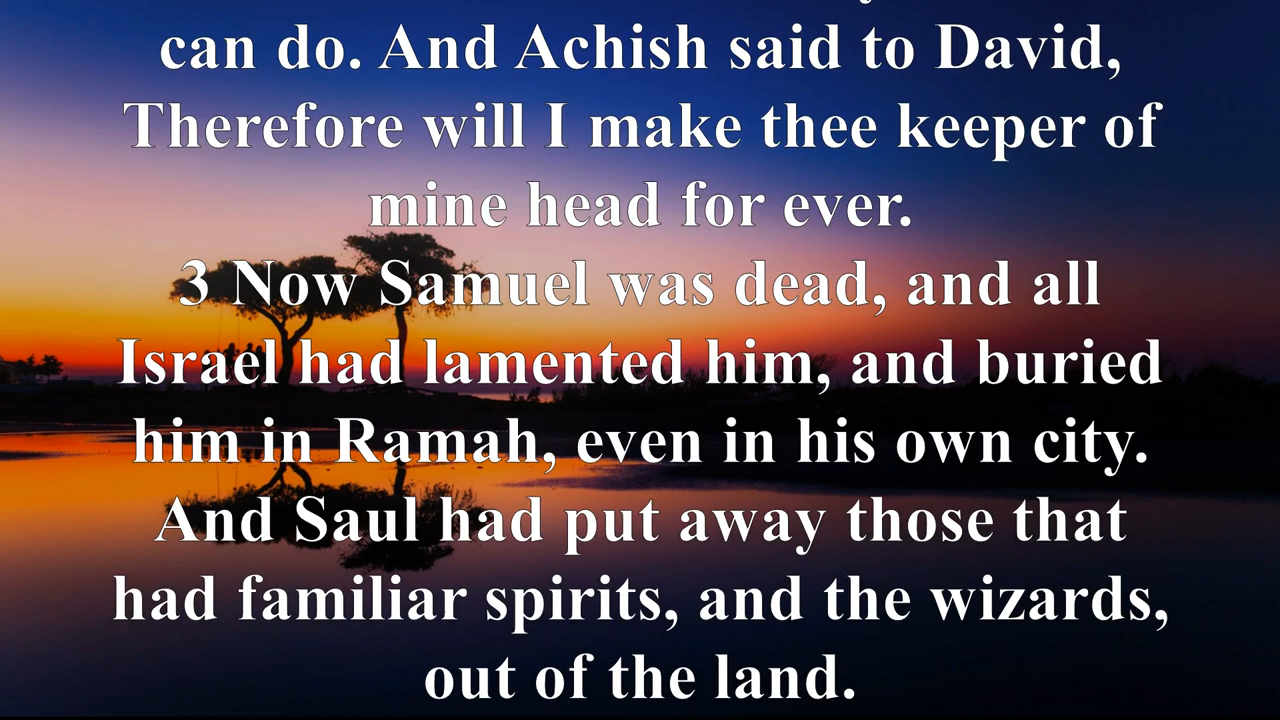 can do. And Achish said to David,
Therefore will I make thee keeper of
mine head for ever.
3 Now Samuel was dead, and all
Israel had lamented him, and buried
him in Ramah, even in his own city.
And Saul had put away those that
had familiar spirits, and the wizards,
out of the land.